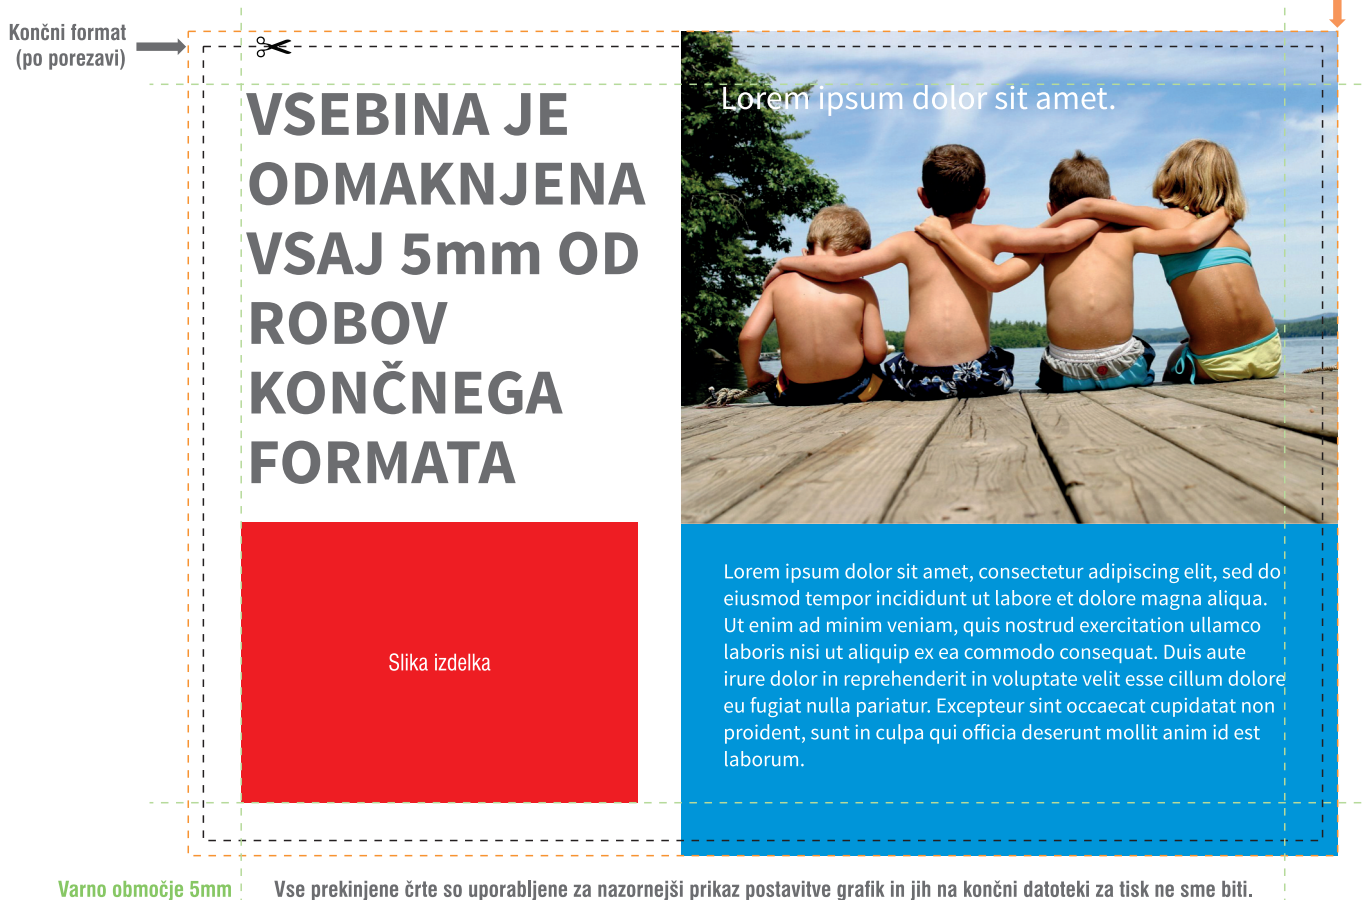 Končni format
(po porezavi)
VSEBINA JE
ODMAKNJENA
VSAJ 5mm OD
ROBOV
KONČNEGA
FORMATA
Slika izdelka
Lorem ipsum dolor sit amet.
Lorem ipsum dolor sit amet, consectetur adipiscing elit, sed do
eiusmod tempor incididunt ut labore et dolore magna aliqua.
Ut enim ad minim veniam, quis nostrud exercitation ullamco
laboris nisi ut aliquip ex ea commodo consequat. Duis aute
irure dolor in reprehenderit in voluptate velit esse cillum dolore
eu fugiat nulla pariatur. Excepteur sint occaecat cupidatat non
proident, sunt in culpa qui officia deserunt mollit anim id est
laborum.
Varno območje 5mm
Vse prekinjene črte so uporabljene za nazornejši prikaz postavitve grafik in jih na končni datoteki za tisk ne sme biti.